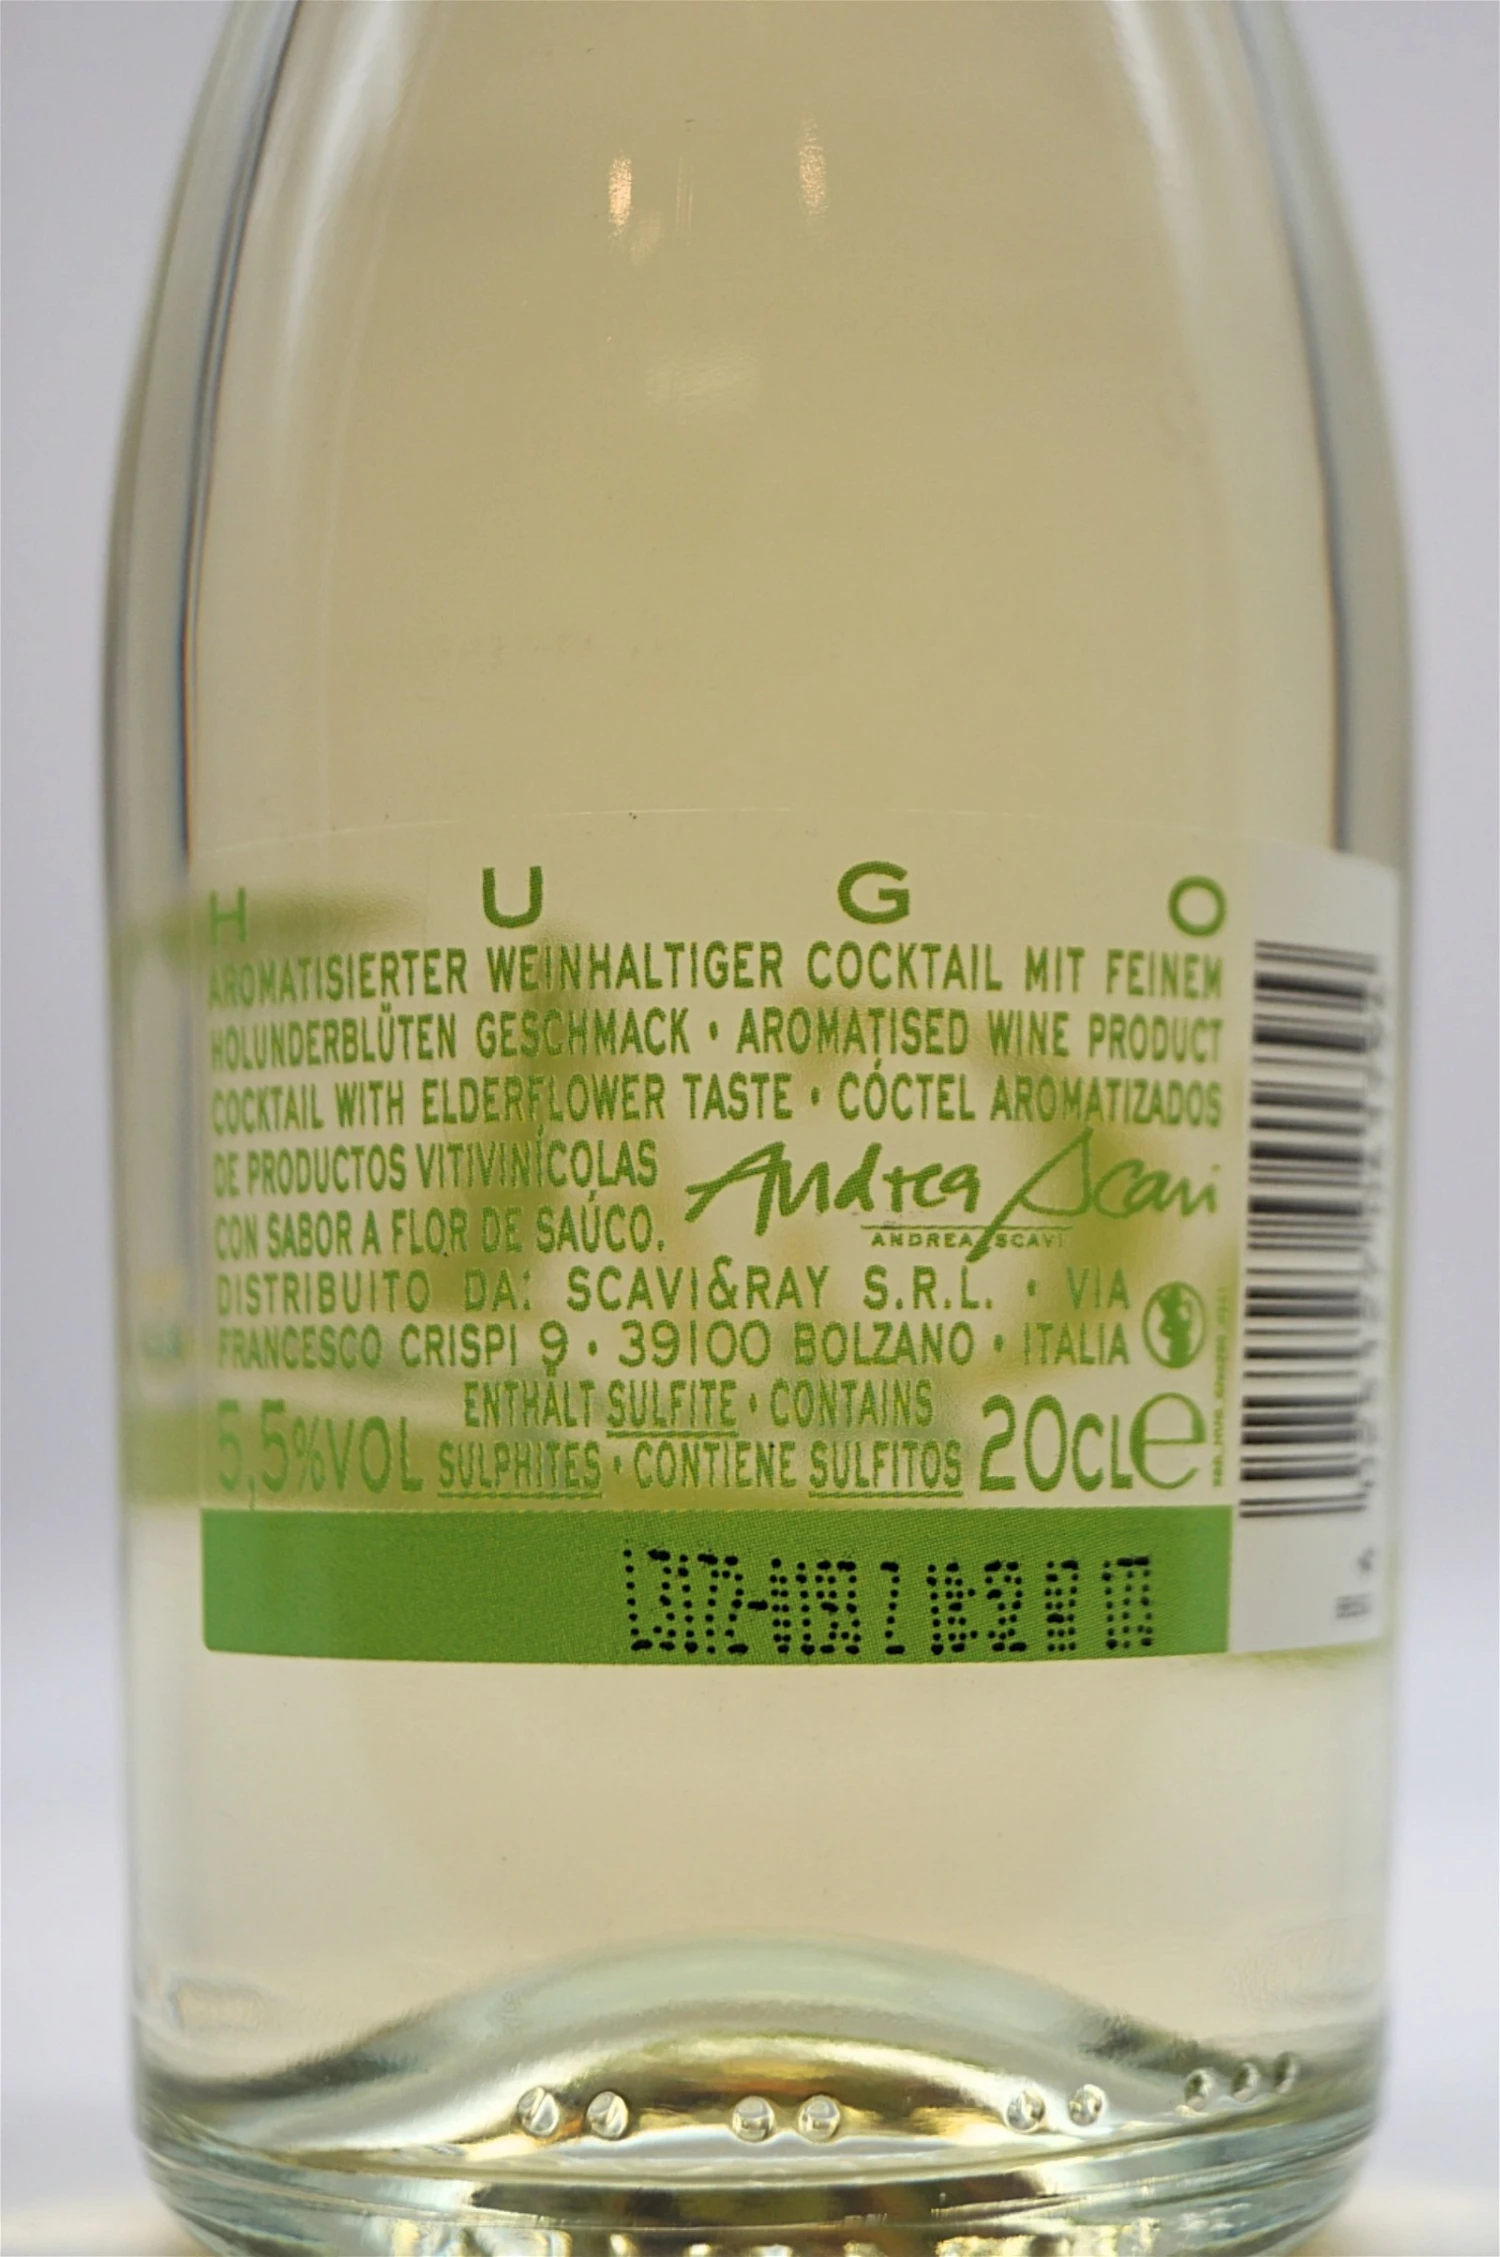 H U G O
AROMATISIERTER WEINHALTIGER COCKTAIL MIT FEINEM
HOLUNDERBLÜTEN GESCHMACK • AROMATISED WINE PRODUCT
COCKTAIL WITH ELDERFLOWER TASTE • CÓCTEL AROMATIZADOS
DE PRODUCTOS VITIVINÍCOLAS
CON SABOR A FLOR DE SAÚCO.
Andrea Scavi
ANDREA SCAVI
DISTRIBUITO DA: SCAVI&RAY S.R.L. • VIA
FRANCESCO CRISPI 9 • 39100 BOLZANO • ITALIA
ENTHÄLT SULFITE • CONTAINS
SULPHITES • CONTIENE SULFITOS
5,5%VOL
20CLe